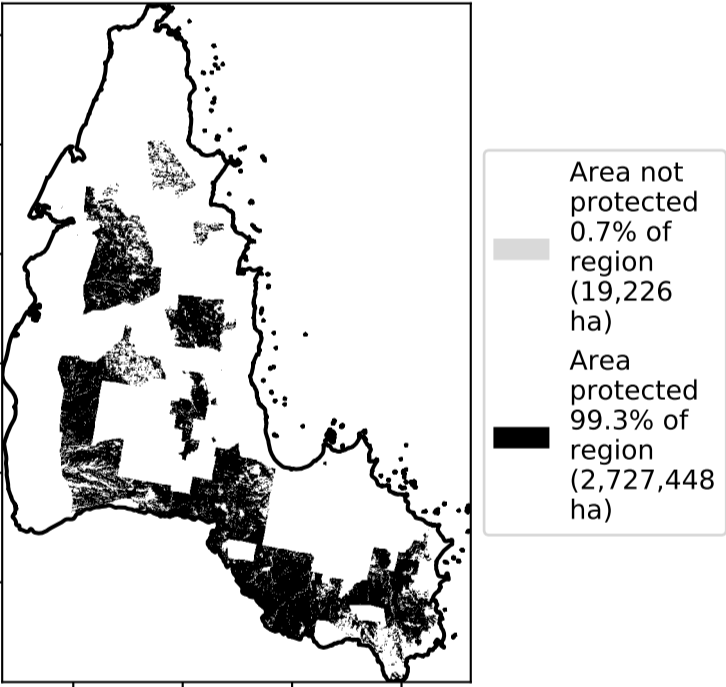 Area not
protected
0.7% of
region
(19,226
ha)
Area
protected
99.3% of
region
(2,727,448
ha)